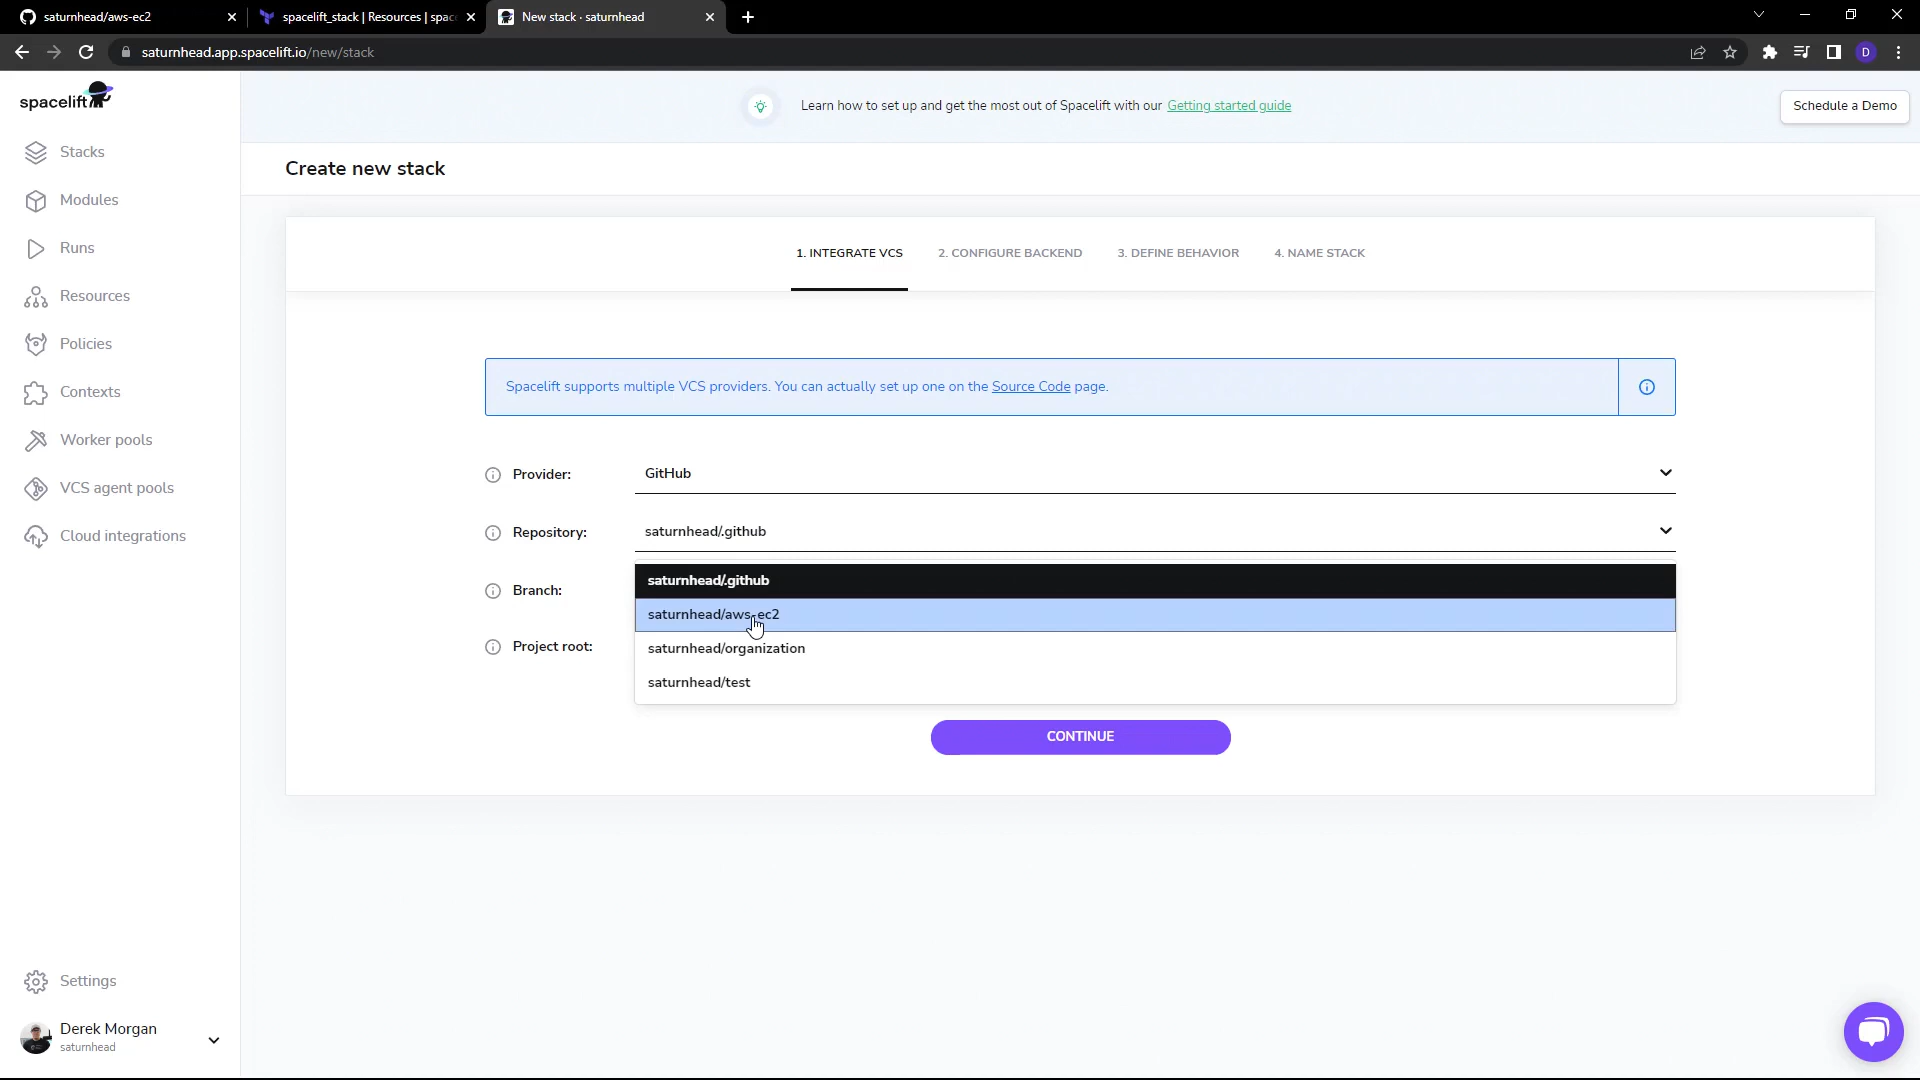 saturnhead/aws-ec2
spacelift_stack | Resources | spac
New stack · saturnhead
saturnhead.app.spacelift.io/new/stack
D
spacelift
Learn how to set up and get the most out of Spacelift with our Getting started guide
Schedule a Demo
Stacks
Modules
Runs
Resources
Policies
Contexts
Worker pools
VCS agent pools
Cloud integrations
Settings
Derek Morgan
saturnhead
Create new stack
1. INTEGRATE VCS
2. CONFIGURE BACKEND
3. DEFINE BEHAVIOR
4. NAME STACK
Spacelift supports multiple VCS providers. You can actually set up one on the Source Code page.
Provider:
GitHub
Repository:
saturnhead/.github
Branch:
saturnhead/.github
saturnhead/aws-ec2
Project root:
saturnhead/organization
saturnhead/test
CONTINUE